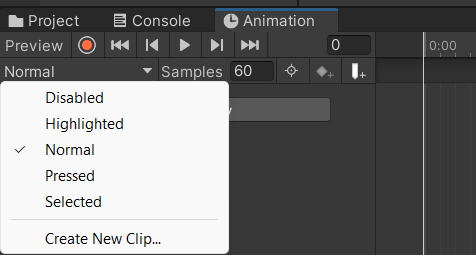 Project Console Animation
Preview 0 0:00
Normal Samples 60
Disabled
Highlighted
Normal
Pressed
Selected
Create New Clip...